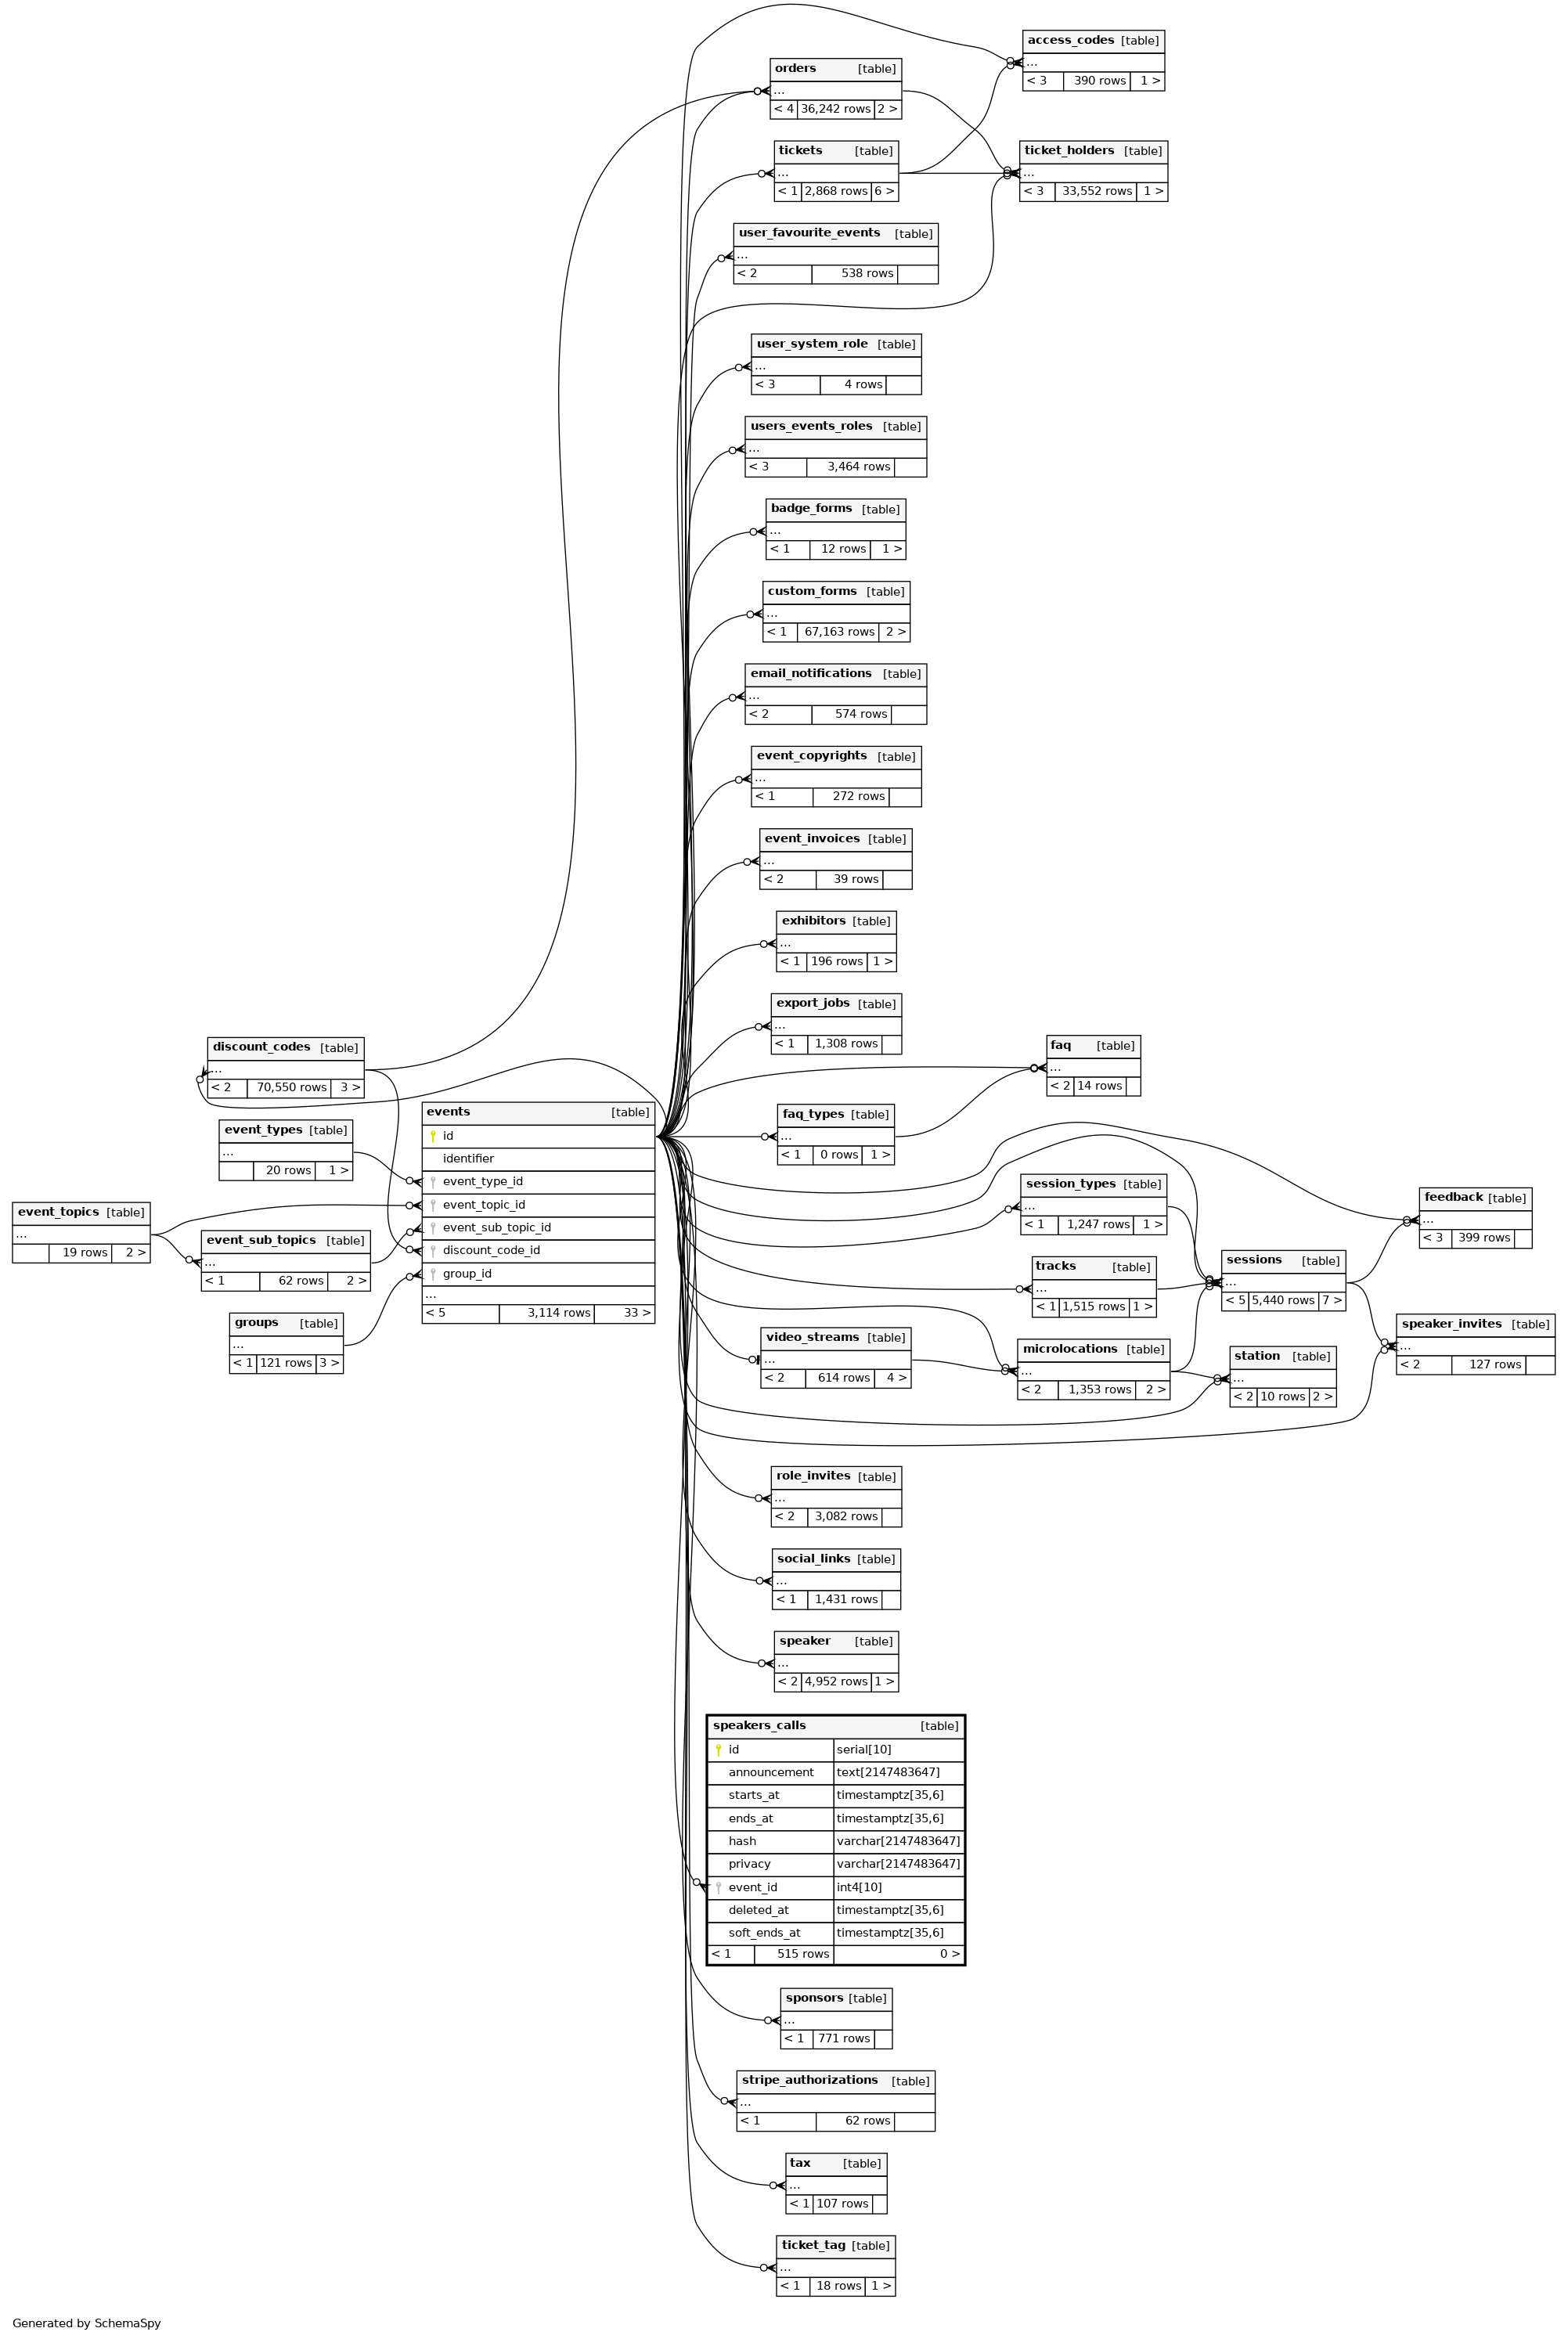 access_codes [table]
...
< 3 390 rows 1 >
orders [table]
...
< 4 36,242 rows 2 >
tickets [table]
...
< 1 2,868 rows 6 >
ticket_holders [table]
...
< 3 33,552 rows 1 >
user_favourite_events [table]
...
< 2 538 rows
user_system_role [table]
...
< 3 4 rows
users_events_roles [table]
...
< 3 3,464 rows
badge_forms [table]
...
< 1 12 rows 1 >
custom_forms [table]
...
< 1 67,163 rows 2 >
email_notifications [table]
...
< 2 574 rows
event_copyrights [table]
...
< 1 272 rows
event_invoices [table]
...
< 2 39 rows
exhibitors [table]
...
< 1 196 rows 1 >
export_jobs [table]
...
< 1 1,308 rows
faq [table]
...
< 2 14 rows
discount_codes [table]
...
< 2 70,550 rows 3 >
faq_types [table]
...
< 1 0 rows 1 >
event_types [table]
...
20 rows 1 >
events [table]
id
identifier
event_type_id
event_topic_id
event_sub_topic_id
discount_code_id
group_id
...
< 5 3,114 rows 33 >
event_topics [table]
...
19 rows 2 >
event_sub_topics [table]
...
< 1 62 rows 2 >
groups [table]
...
< 1 121 rows 3 >
session_types [table]
...
< 1 1,247 rows 1 >
feedback [table]
...
< 3 399 rows
tracks [table]
...
< 1 1,515 rows 1 >
sessions [table]
...
< 5 5,440 rows 7 >
video_streams [table]
...
< 2 614 rows 4 >
microlocations [table]
...
< 2 1,353 rows 2 >
station [table]
...
< 2 10 rows 2 >
speaker_invites [table]
...
< 2 127 rows
role_invites [table]
...
< 2 3,082 rows
social_links [table]
...
< 1 1,431 rows
speaker [table]
...
< 2 4,952 rows 1 >
speakers_calls [table]
id serial[10]
announcement text[2147483647]
starts_at timestamptz[35,6]
ends_at timestamptz[35,6]
hash varchar[2147483647]
privacy varchar[2147483647]
event_id int4[10]
deleted_at timestamptz[35,6]
soft_ends_at timestamptz[35,6]
< 1 515 rows 0 >
sponsors [table]
...
< 1 771 rows
stripe_authorizations [table]
...
< 1 62 rows
tax [table]
...
< 1 107 rows
ticket_tag [table]
...
< 1 18 rows 1 >
Generated by SchemaSpy